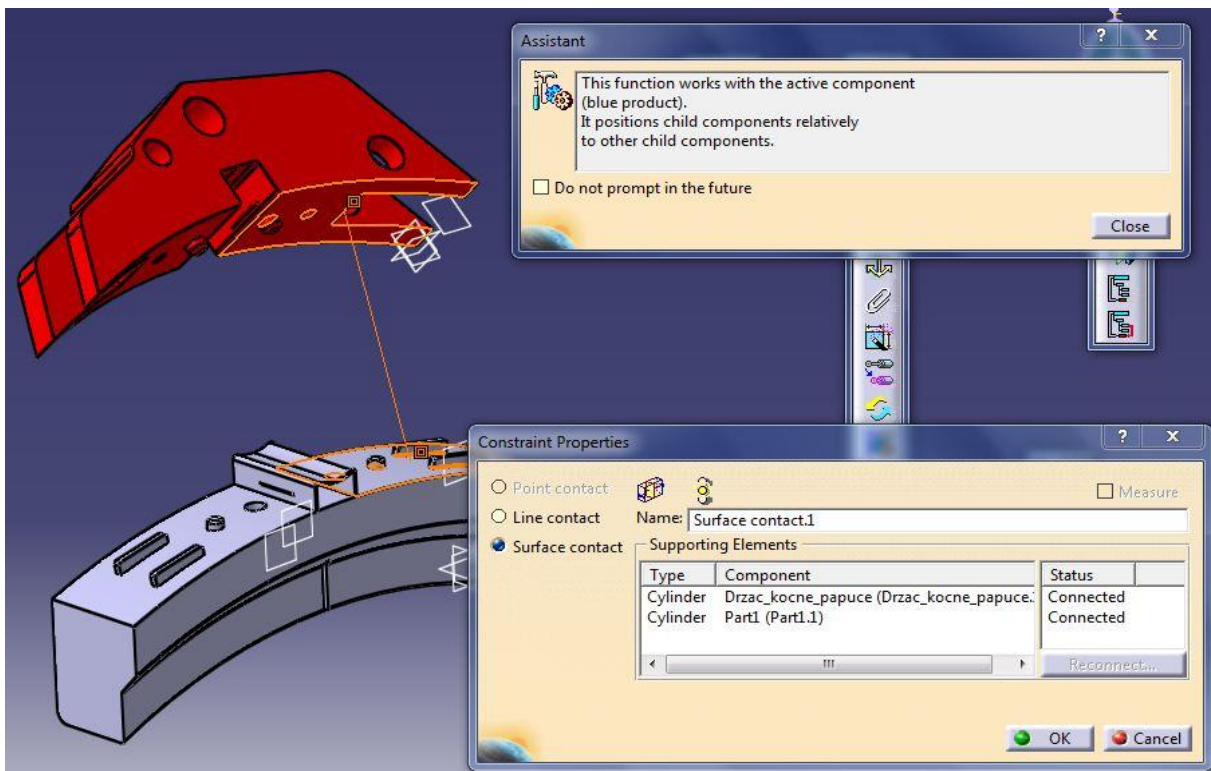 Assistant
? X
This function works with the active component
(blue product).
It positions child components relatively
to other child components.
Do not prompt in the future
Close
Constraint Properties
? X
Point contact
Measure
Line contact
Name: Surface contact.1
Surface contact
Supporting Elements
Type Component Status
Cylinder Drzac_kocne_papuce (Drzac_kocne_papuce. Connected
Cylinder Part1 (Part1.1) Connected
Reconnect...
OK Cancel